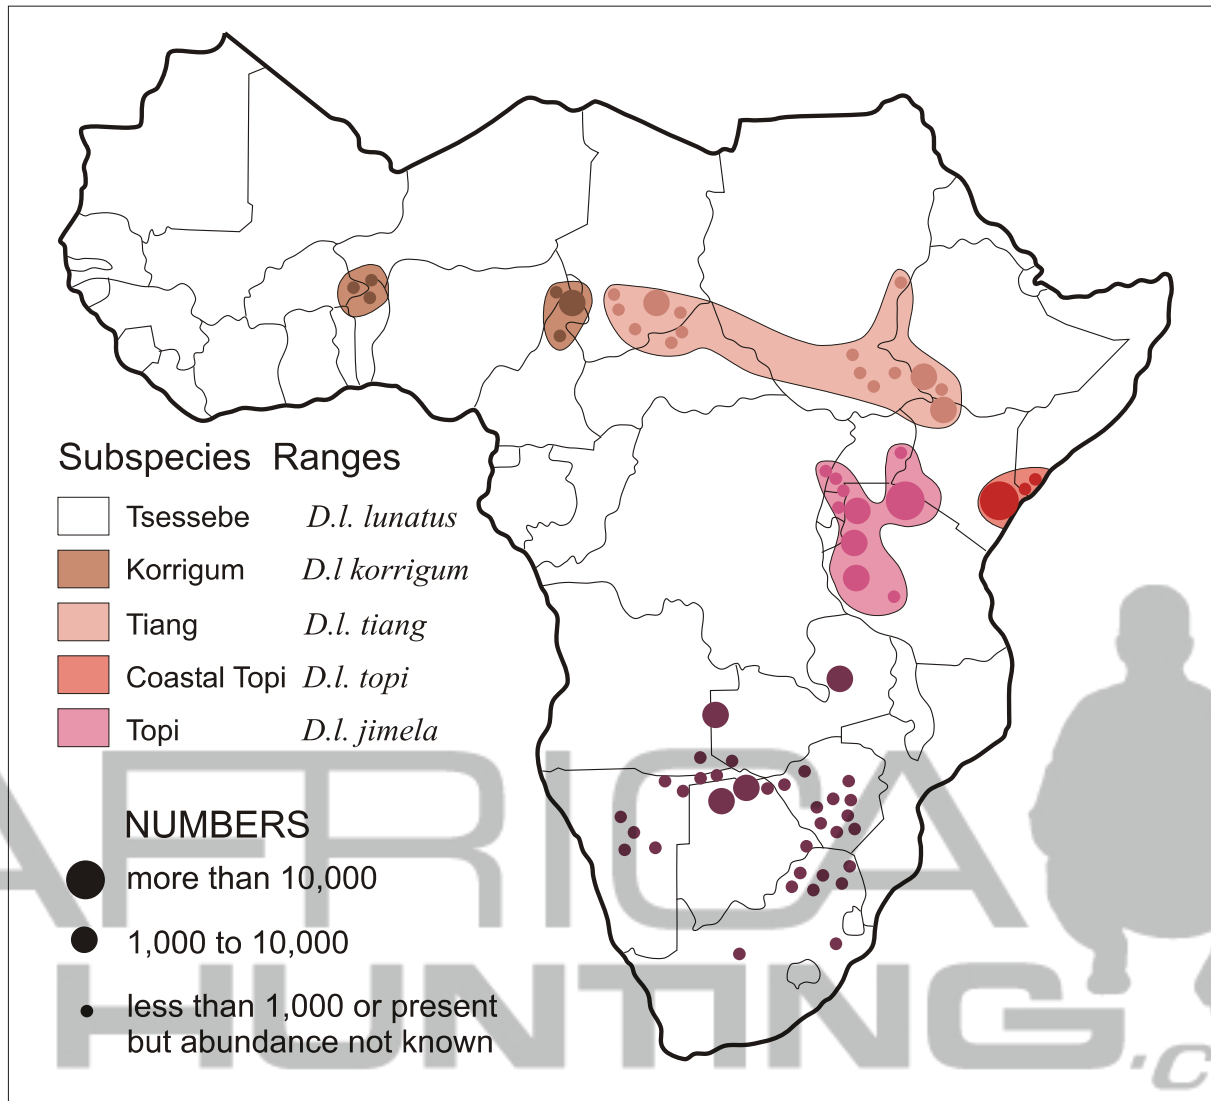 Subspecies Ranges
Tsessebe D.l. lunatus
Korrigum D.l korrigum
Tiang D.l. tiang
Coastal Topi D.l. topi
Topi D.l. jimela
NUMBERS
more than 10,000
1,000 to 10,000
less than 1,000 or present
but abundance not known
AFRICA
HUNTING.c